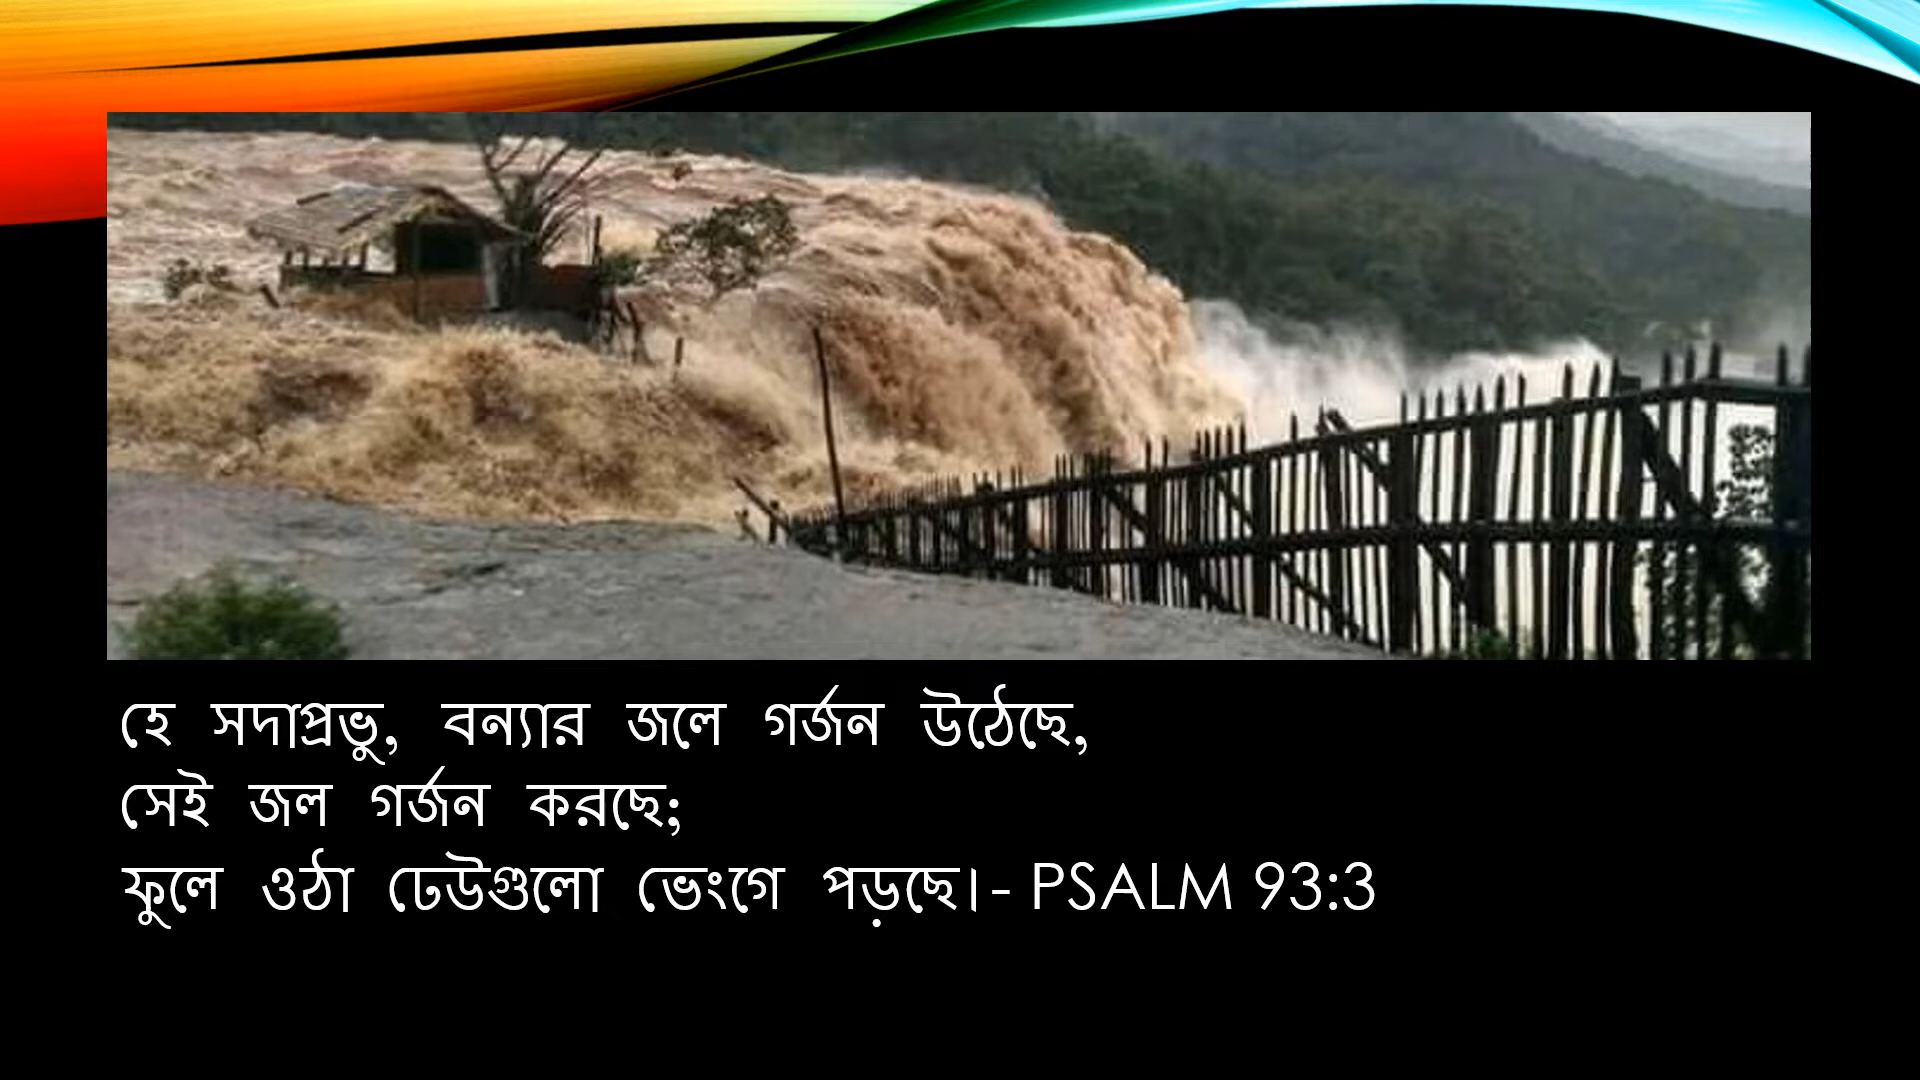 হে সদাপ্রভু, বন্যার জলে গর্জন উঠেছে,
সেই জল গর্জন করছে;
ফুলে ওঠা ঢেউগুলো ভেংগে পড়ছে।- PSALM 93:3